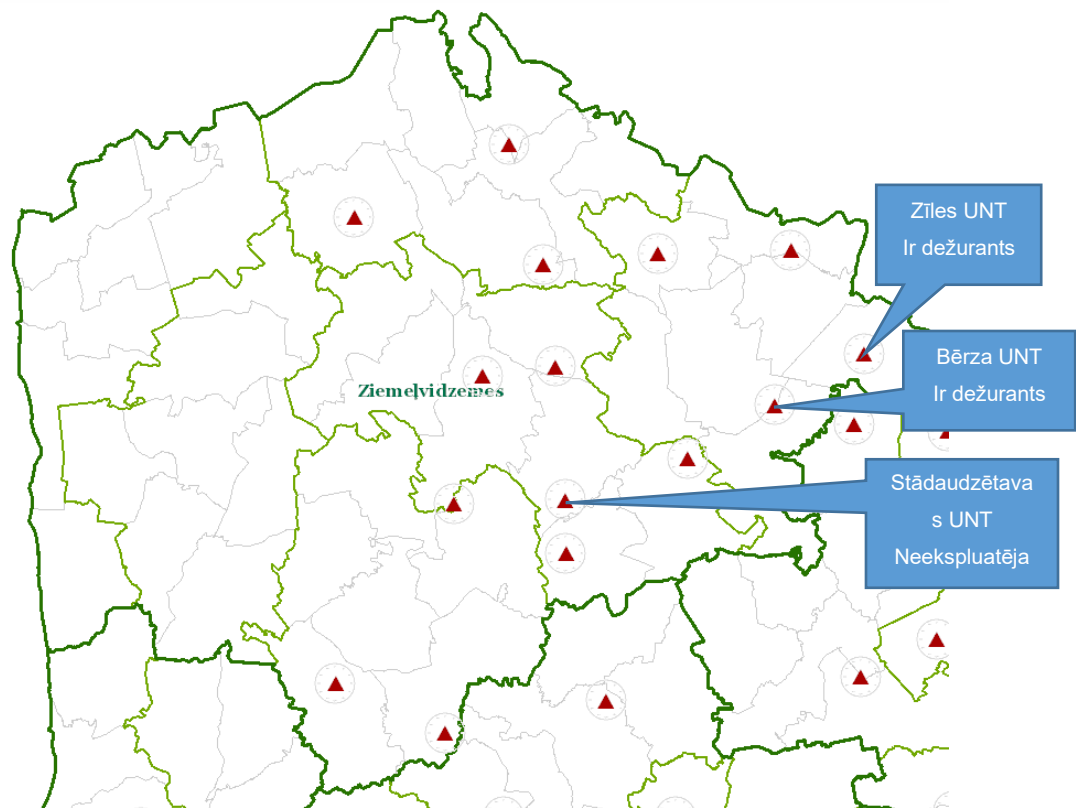 Zīles UNT
Ir dežurants
Bērza UNT
Ir dežurants
Ziemeļvidzemes
Stādaudzētava
s UNT
Neekspluatēja